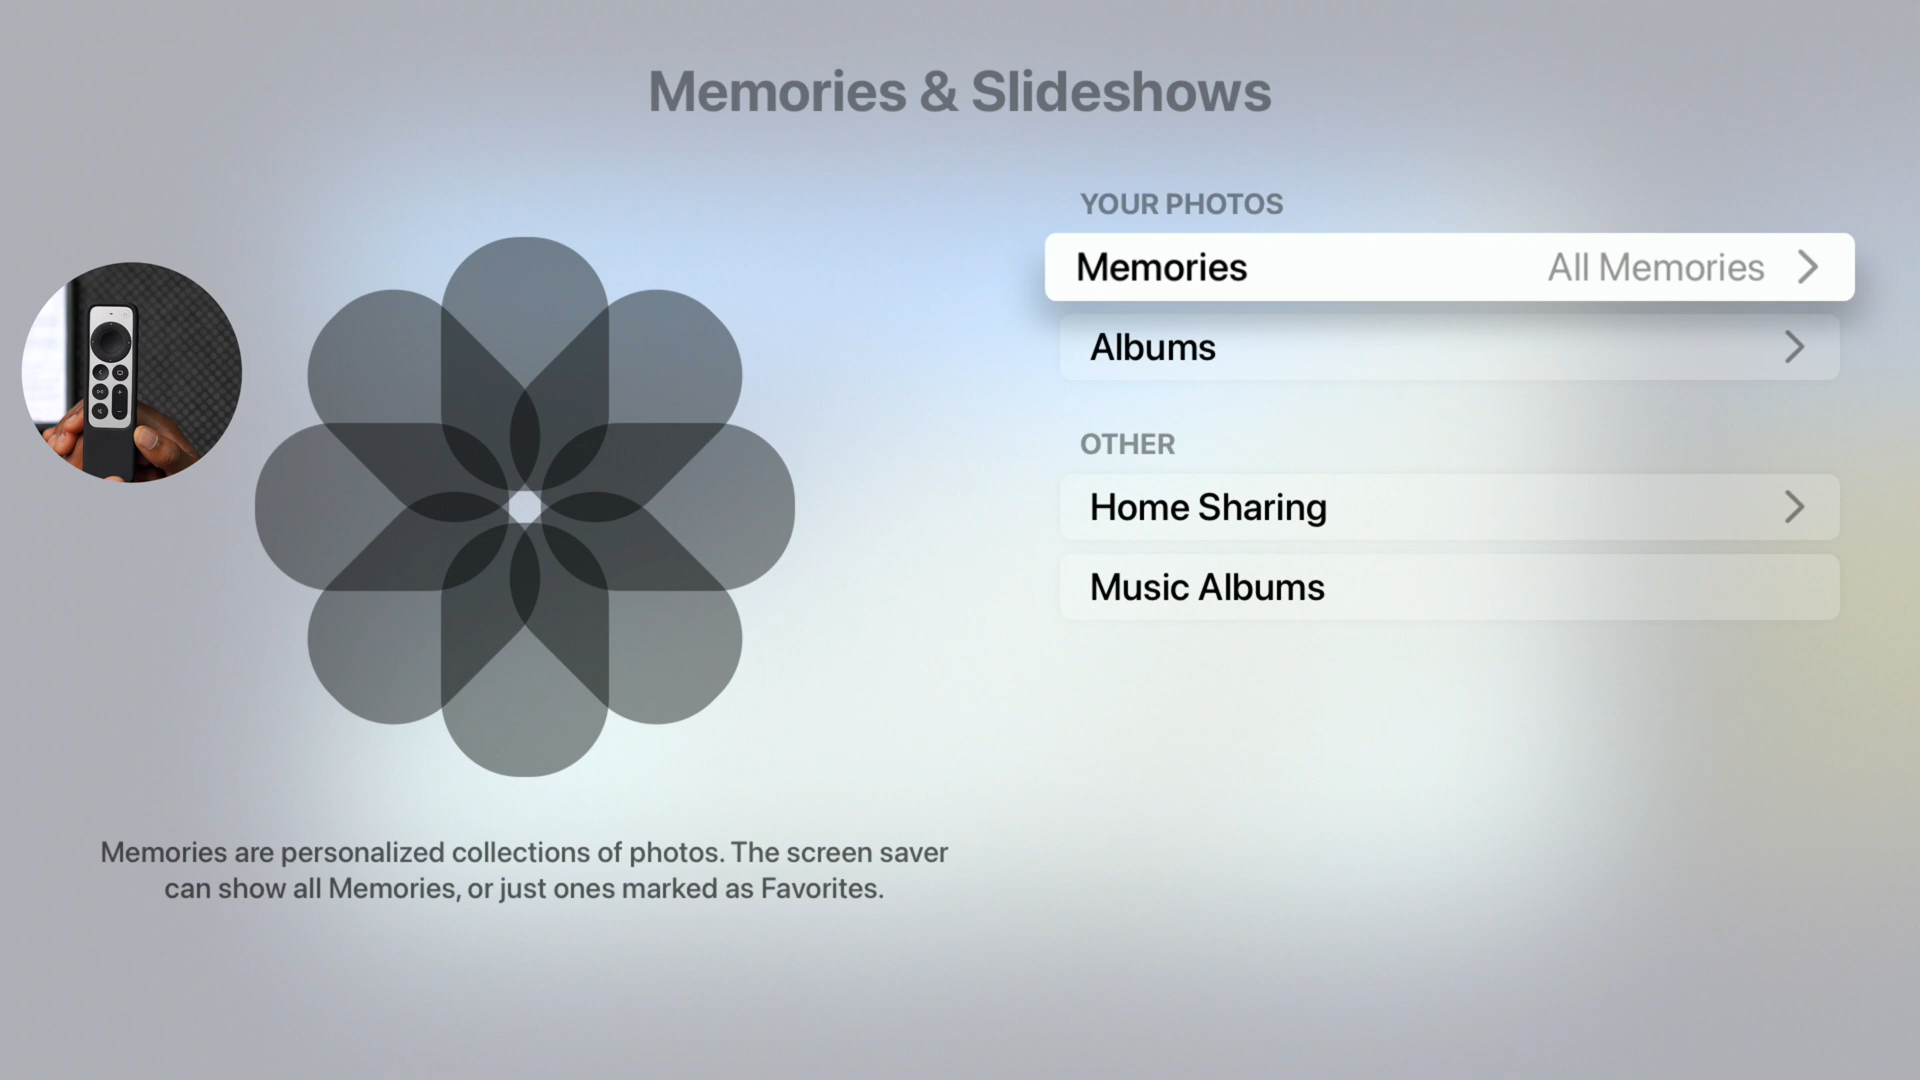 Memories & Slideshows
YOUR PHOTOS
Memories All Memories
Albums
OTHER
Home Sharing
Music Albums
Memories are personalized collections of photos. The screen saver
can show all Memories, or just ones marked as Favorites.